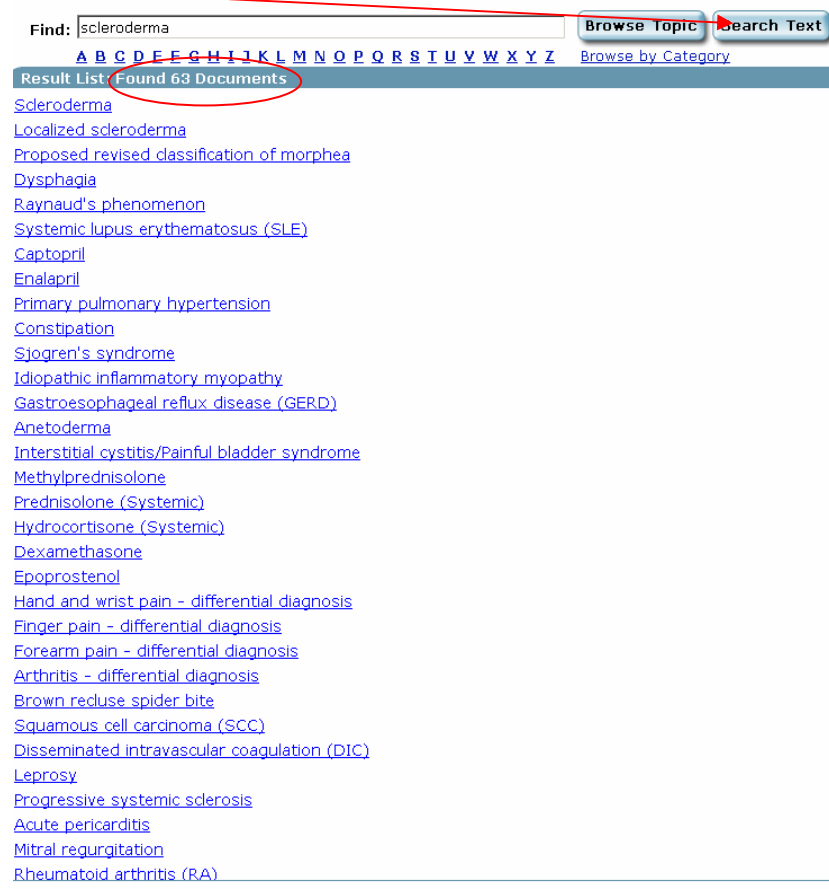 Find: scleroderma Browse Topic Search Text
A B C D E F G H I J K L M N O P Q R S T U V W X Y Z Browse by Category
Result List: Found 63 Documents
Scleroderma
Localized scleroderma
Proposed revised classification of morphea
Dysphagia
Raynaud's phenomenon
Systemic lupus erythematosus (SLE)
Captopril
Enalapril
Primary pulmonary hypertension
Constipation
Sjogren's syndrome
Idiopathic inflammatory myopathy
Gastroesophageal reflux disease (GERD)
Anetoderma
Interstitial cystitis/Painful bladder syndrome
Methylprednisolone
Prednisolone (Systemic)
Hydrocortisone (Systemic)
Dexamethasone
Epoprostenol
Hand and wrist pain - differential diagnosis
Finger pain - differential diagnosis
Forearm pain - differential diagnosis
Arthritis - differential diagnosis
Brown recluse spider bite
Squamous cell carcinoma (SCC)
Disseminated intravascular coagulation (DIC)
Leprosy
Progressive systemic sclerosis
Acute pericarditis
Mitral regurgitation
Rheumatoid arthritis (RA)